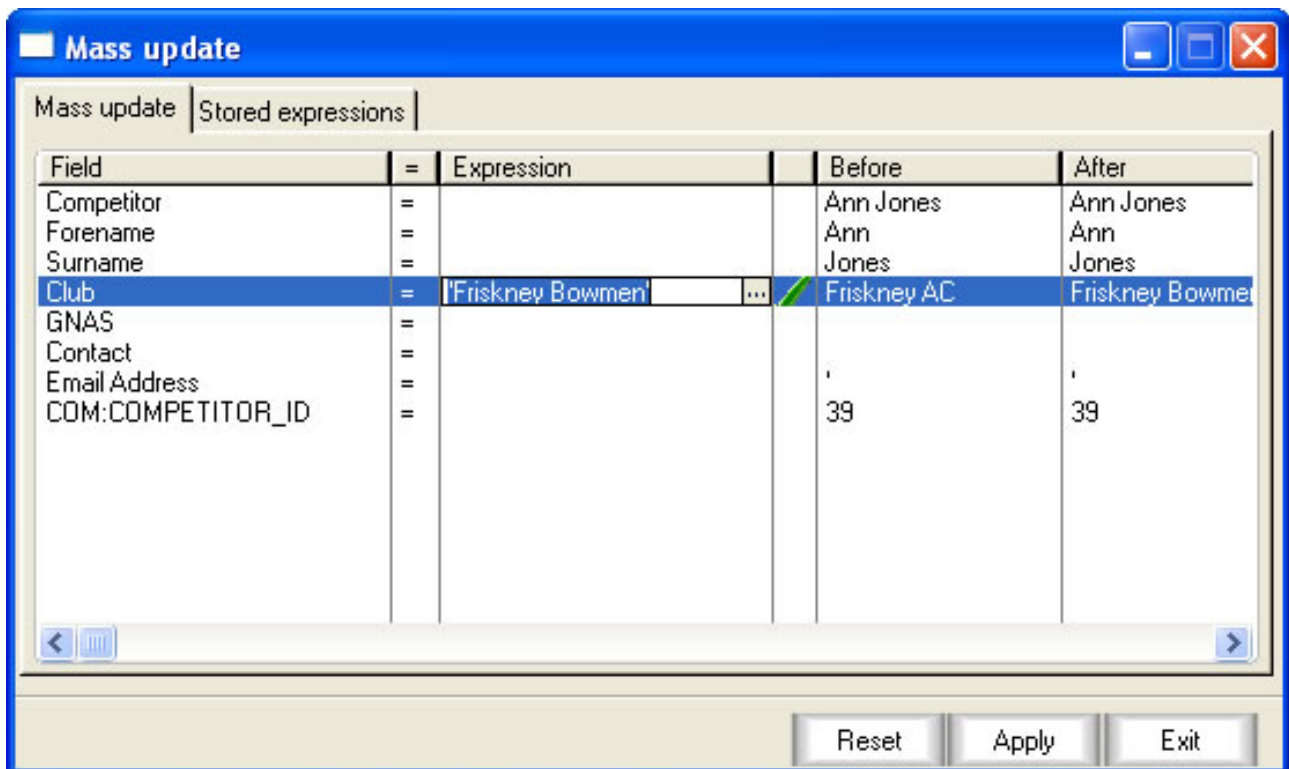 Mass update
Mass update Stored expressions
Field = Expression Before After
Competitor = Ann Jones Ann Jones
Forename = Ann Ann
Surname = Jones Jones
Club = 'Friskney Bowmen' ... Friskney AC Friskney Bowmen
GNAS =
Contact =
Email Address = ' '
COM:COMPETITOR_ID = 39 39
Reset Apply Exit